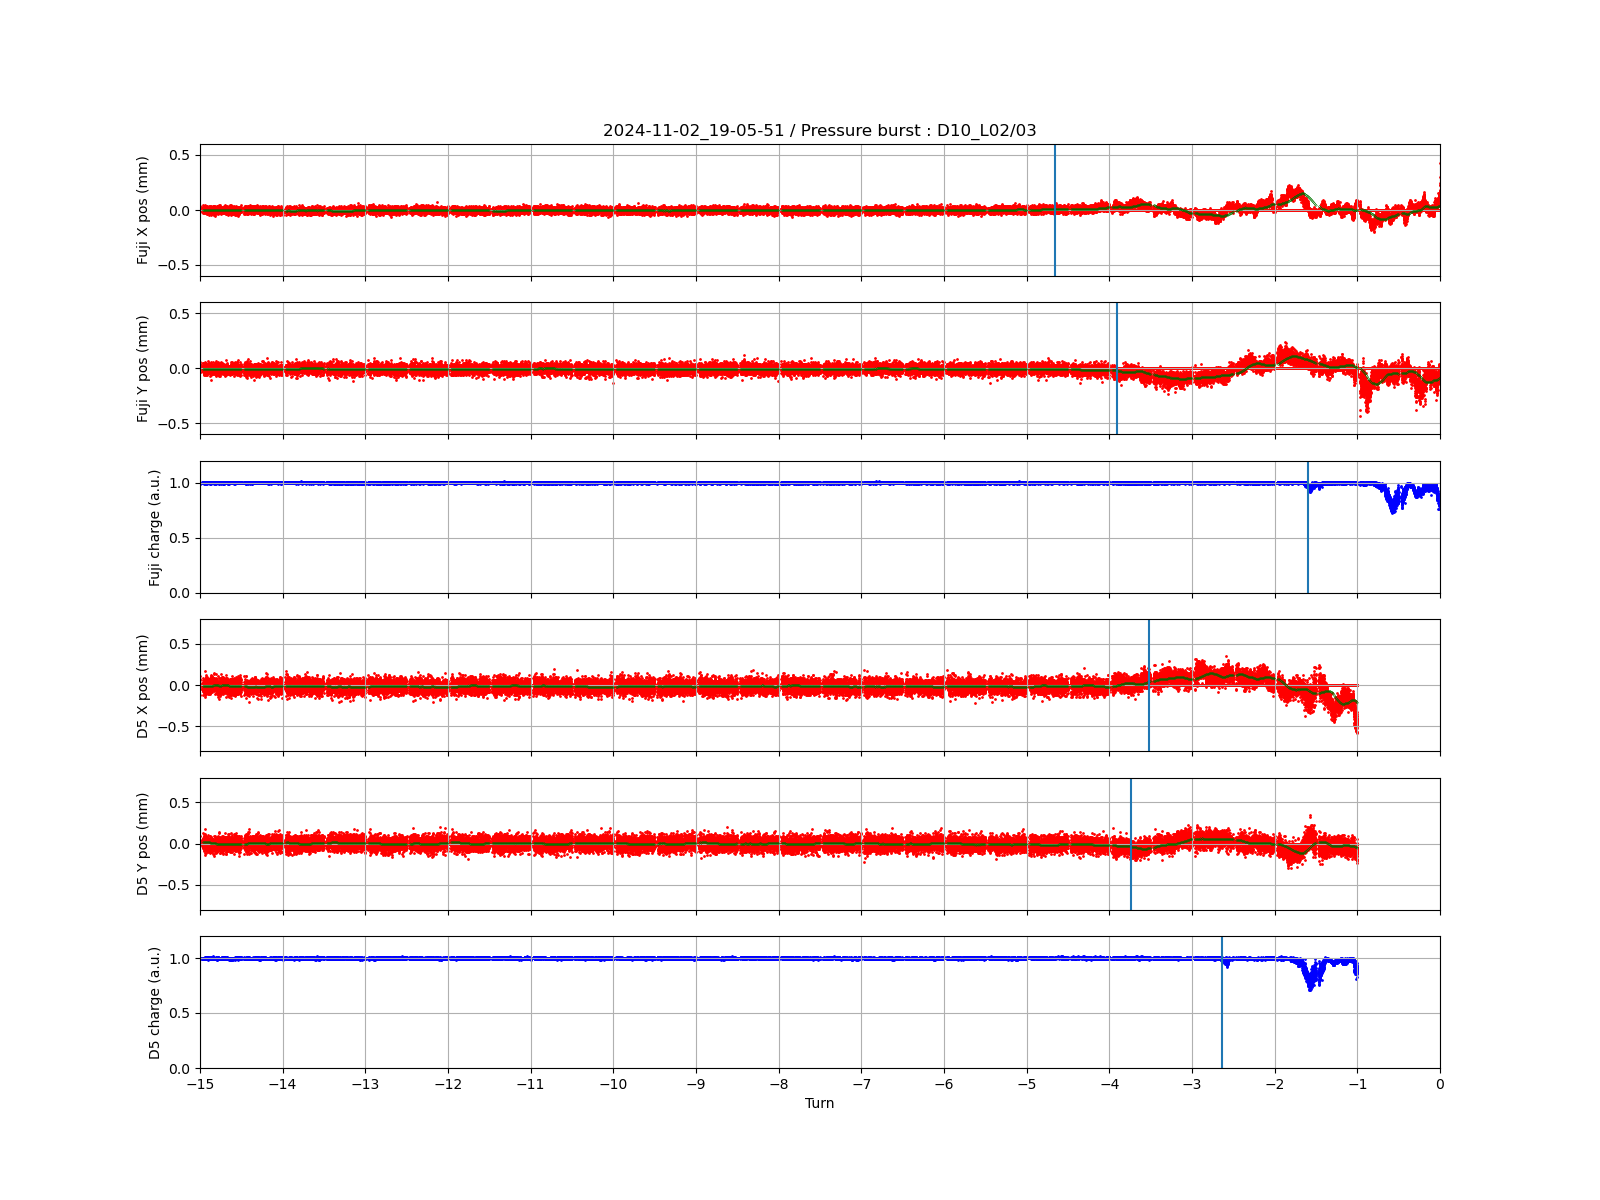 2024-11-02_19-05-51 / Pressure burst : D10_L02/03
Fuji X pos (mm)
0.5
0.0
−0.5
Fuji Y pos (mm)
0.5
0.0
−0.5
Fuji charge (a.u.)
1.0
0.5
0.0
D5 X pos (mm)
0.5
0.0
−0.5
D5 Y pos (mm)
0.5
0.0
−0.5
D5 charge (a.u.)
1.0
0.5
0.0
−15 −14 −13 −12 −11 −10 −9 −8 −7 −6 −5 −4 −3 −2 −1 0
Turn